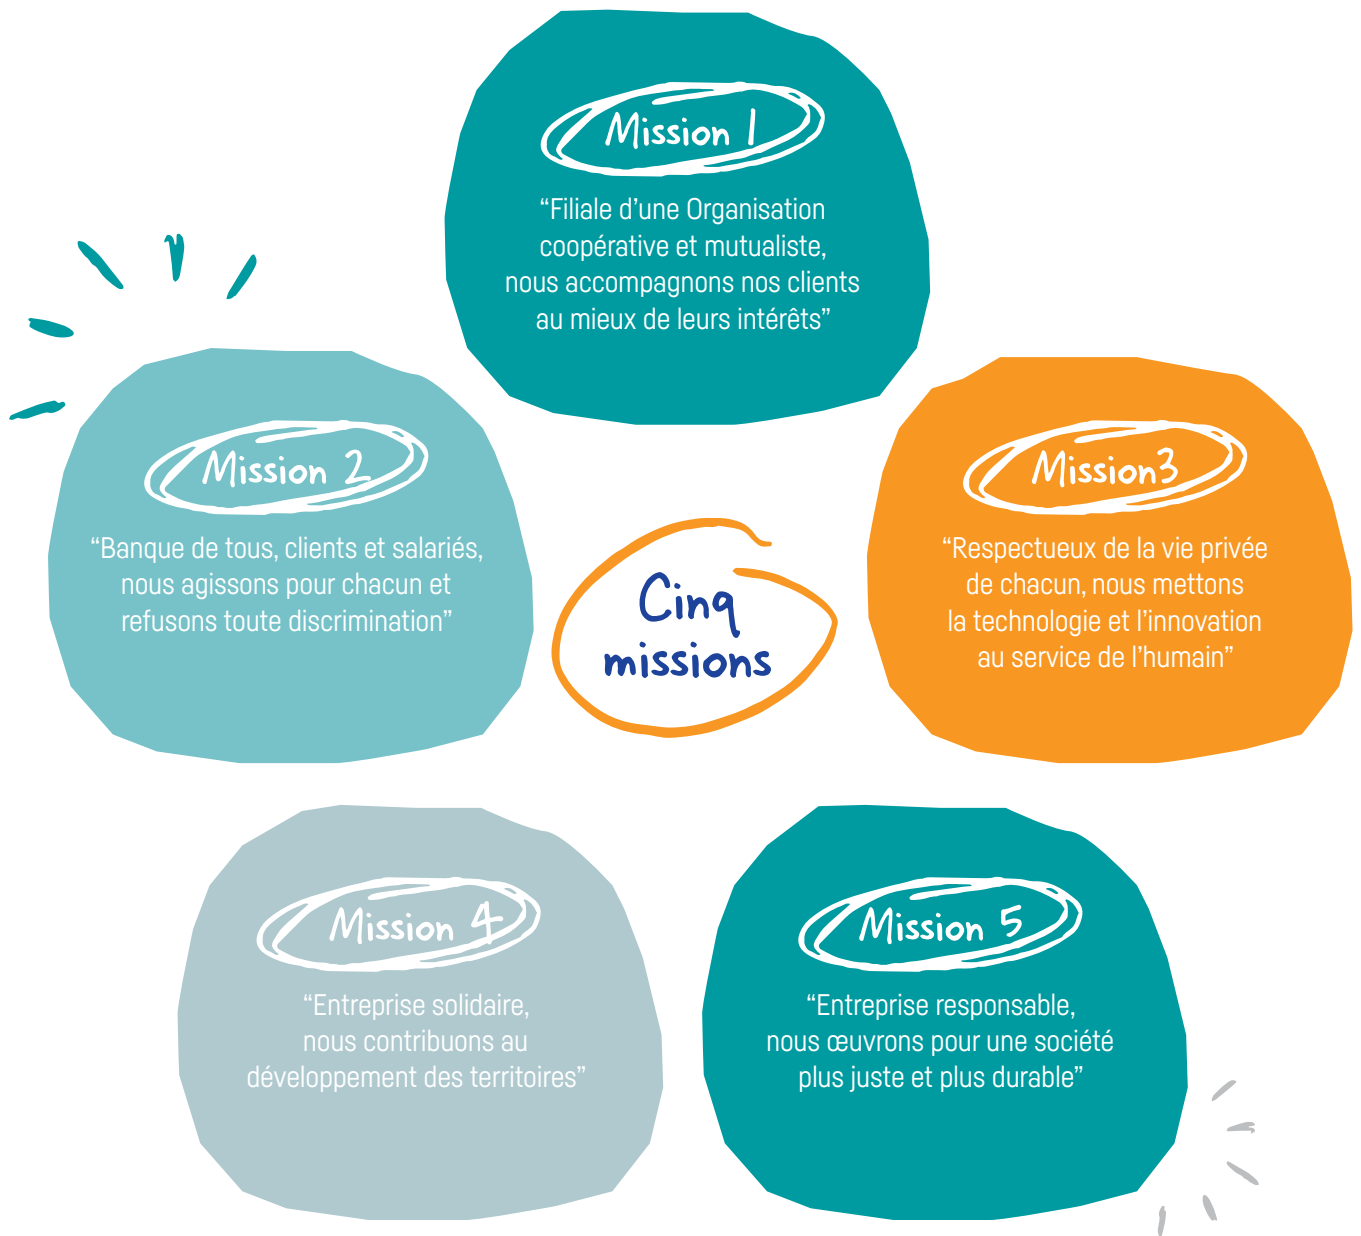 Mission 1
“Filiale d’une Organisation
coopérative et mutualiste,
nous accompagnons nos clients
au mieux de leurs intérêts”
Mission 2
“Banque de tous, clients et salariés,
nous agissons pour chacun et
refusons toute discrimination”
Cinq
missions
Mission3
“Respectueux de la vie privée
de chacun, nous mettons
la technologie et l’innovation
au service de l’humain”
Mission 4
“Entreprise solidaire,
nous contribuons au
développement des territoires”
Mission 5
“Entreprise responsable,
nous œuvrons pour une société
plus juste et plus durable”